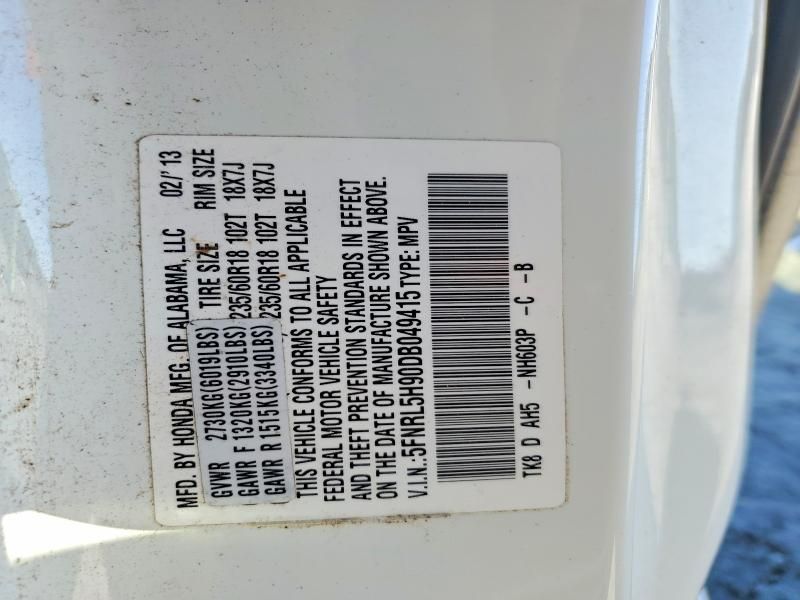 MFD. BY HONDA MFG. OF ALABAMA, LLC 02/'13
GVWR 2730KG(6019LBS) TIRE SIZE RIM SIZE
GAWR F 1320KG(2910LBS) 235/60R18 102T 18X7J
GAWR R 1515KG(3340LBS) 235/60R18 102T 18X7J
THIS VEHICLE CONFORMS TO ALL APPLICABLE
FEDERAL MOTOR VEHICLE SAFETY
AND THEFT PREVENTION STANDARDS IN EFFECT
ON THE DATE OF MANUFACTURE SHOWN ABOVE.
V.I.N.: 5FNRL5H90DB049415 TYPE: MPV
TK8 D AH5 -NH603P -C -B